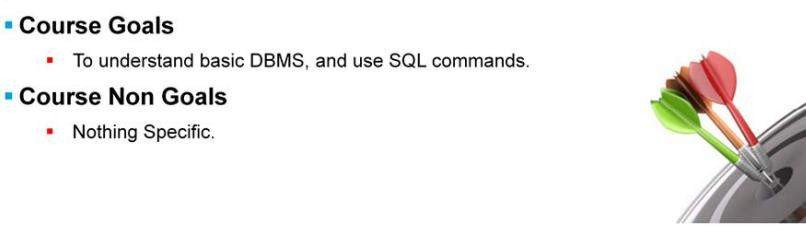 Course Goals
To understand basic DBMS, and use SQL commands.
Course Non Goals
Nothing Specific.